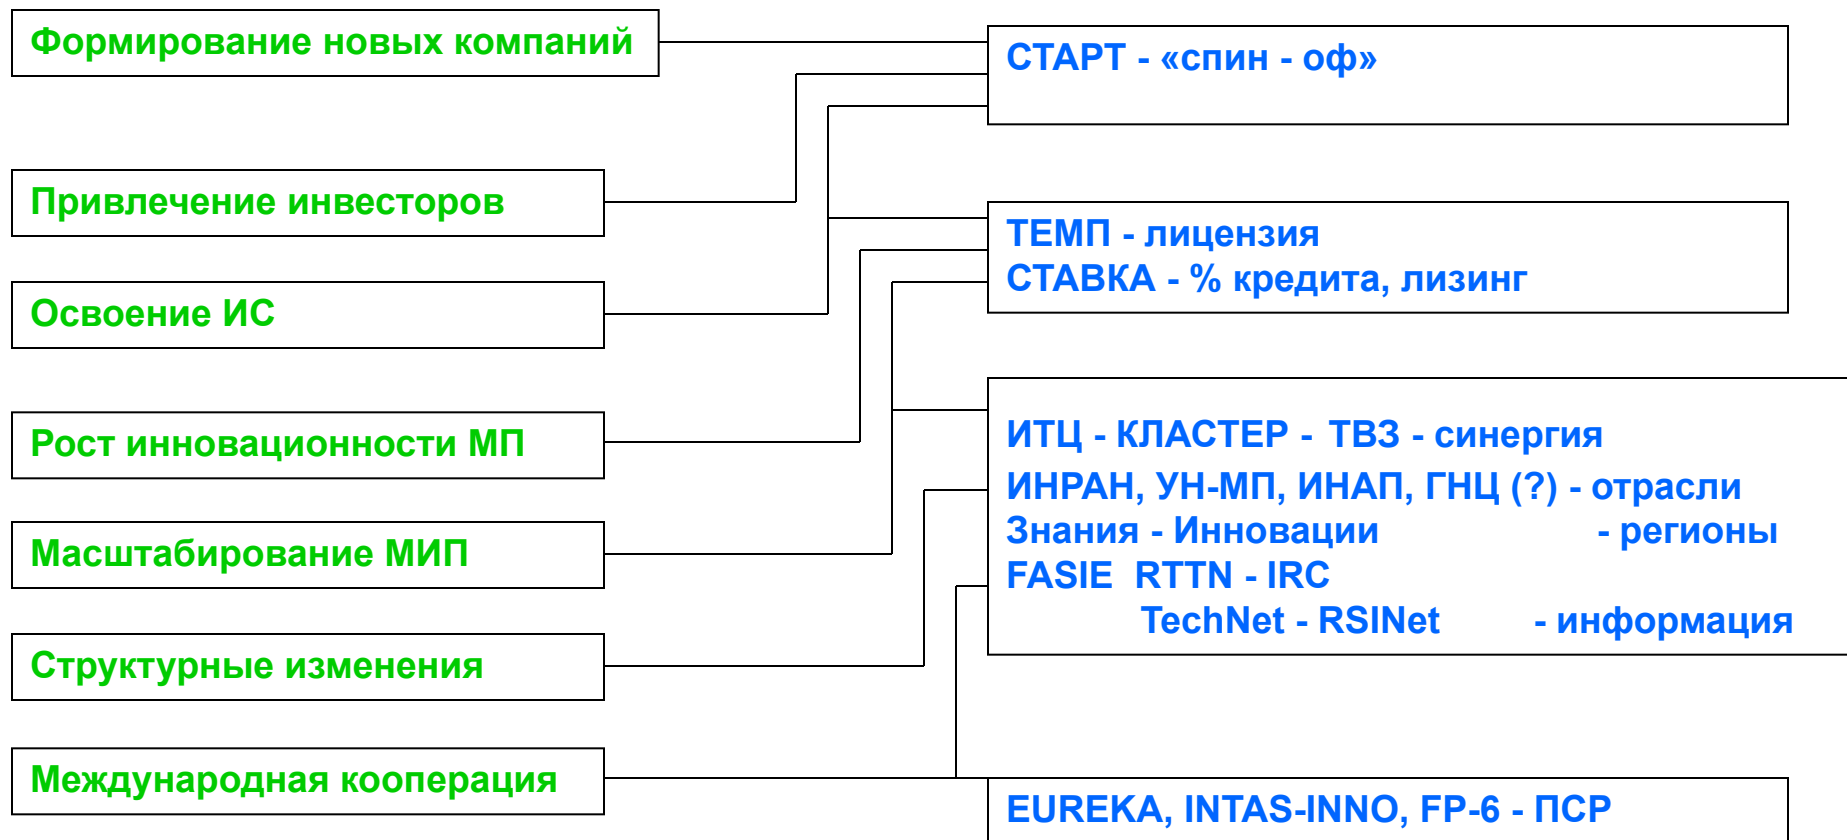 Формирование новых компаний
Привлечение инвесторов
Освоение ИС
Рост инновационности МП
Масштабирование МИП
Структурные изменения
Международная кооперация
СТАРТ - «спин - оф»
ТЕМП - лицензия
СТАВКА - % кредита, лизинг
ИТЦ - КЛАСТЕР - ТВЗ - синергия
ИНРАН, УН-МП, ИНАП, ГНЦ (?) - отрасли
Знания - Инновации - регионы
FASIE RTTN - IRC
TechNet - RSINet - информация
EUREKA, INTAS-INNO, FP-6 - ПСР